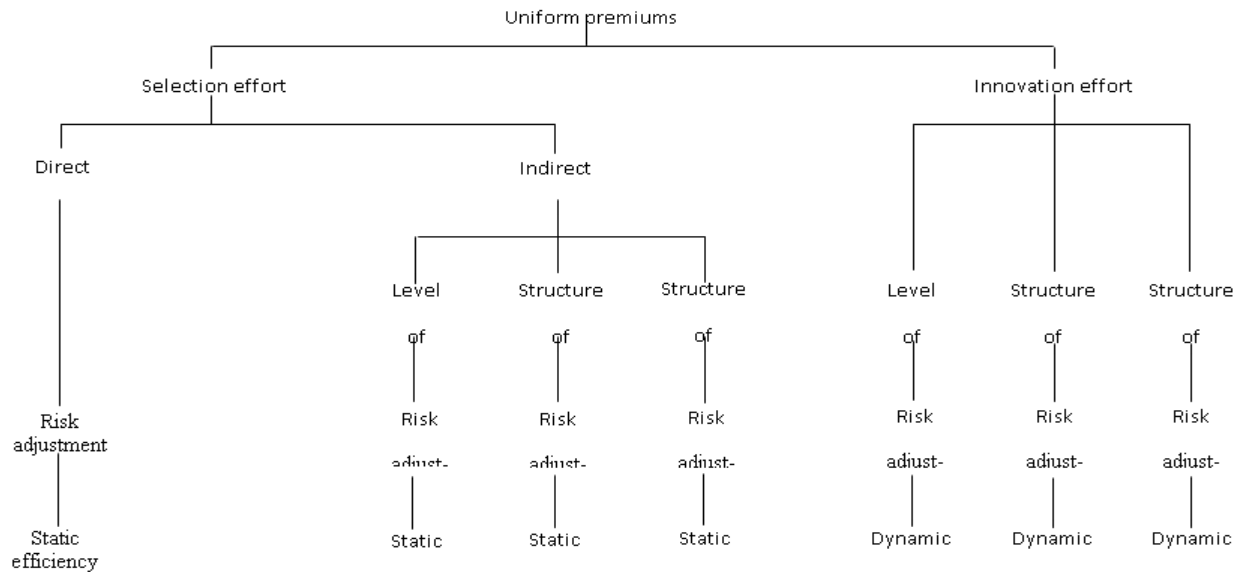 Uniform premiums
Selection effort Innovation effort
Direct Indirect
Level Structure Structure Level Structure Structure
of of of of of of
Risk adjustment
Risk Risk Risk Risk Risk Risk
adjust- adjust- adjust- adjust- adjust- adjust-
Static efficiency
Static Static Static Dynamic Dynamic Dynamic